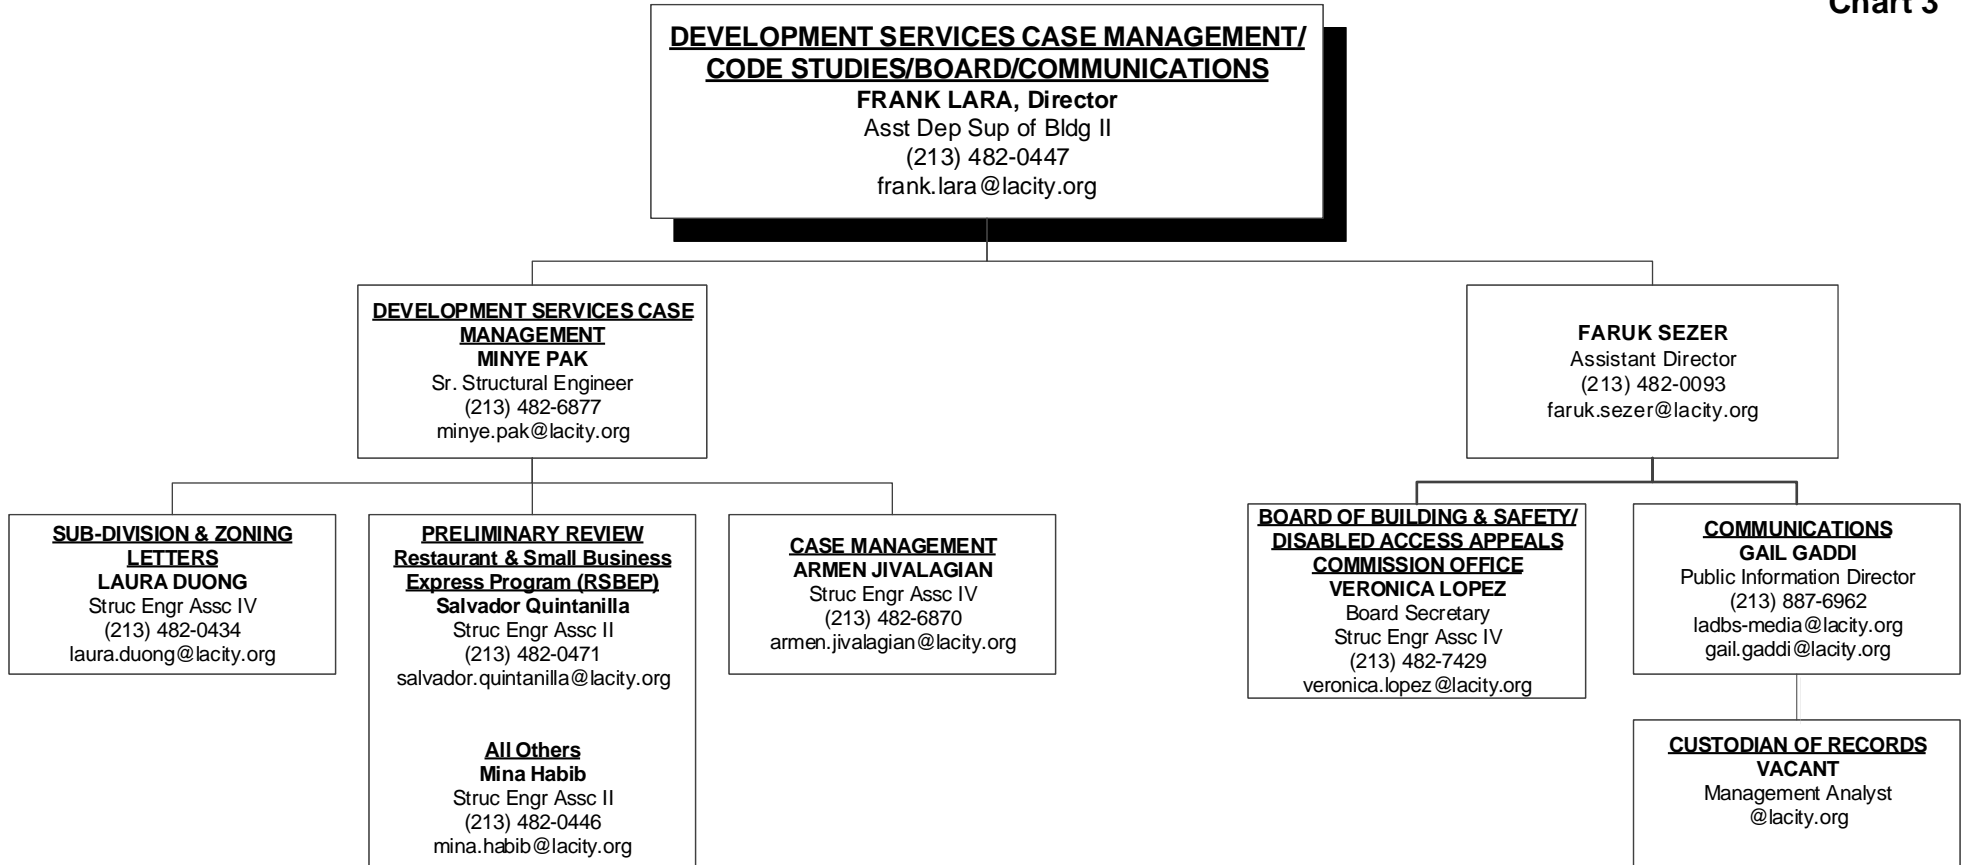 Chart 3
DEVELOPMENT SERVICES CASE MANAGEMENT/
CODE STUDIES/BOARD/COMMUNICATIONS
FRANK LARA, Director
Asst Dep Sup of Bldg II
(213) 482-0447
frank.lara@lacity.org
DEVELOPMENT SERVICES CASE
MANAGEMENT
MINYE PAK
Sr. Structural Engineer
(213) 482-6877
minye.pak@lacity.org
FARUK SEZER
Assistant Director
(213) 482-0093
faruk.sezer@lacity.org
SUB-DIVISION & ZONING
LETTERS
LAURA DUONG
Struc Engr Assc IV
(213) 482-0434
laura.duong@lacity.org
PRELIMINARY REVIEW
Restaurant & Small Business
Express Program (RSBEP)
Salvador Quintanilla
Struc Engr Assc II
(213) 482-0471
salvador.quintanilla@lacity.org
All Others
Mina Habib
Struc Engr Assc II
(213) 482-0446
mina.habib@lacity.org
CASE MANAGEMENT
ARMEN JIVALAGIAN
Struc Engr Assc IV
(213) 482-6870
armen.jivalagian@lacity.org
BOARD OF BUILDING & SAFETY/
DISABLED ACCESS APPEALS
COMMISSION OFFICE
VERONICA LOPEZ
Board Secretary
Struc Engr Assc IV
(213) 482-7429
veronica.lopez@lacity.org
COMMUNICATIONS
GAIL GADDI
Public Information Director
(213) 887-6962
ladbs-media@lacity.org
gail.gaddi@lacity.org
CUSTODIAN OF RECORDS
VACANT
Management Analyst
@lacity.org